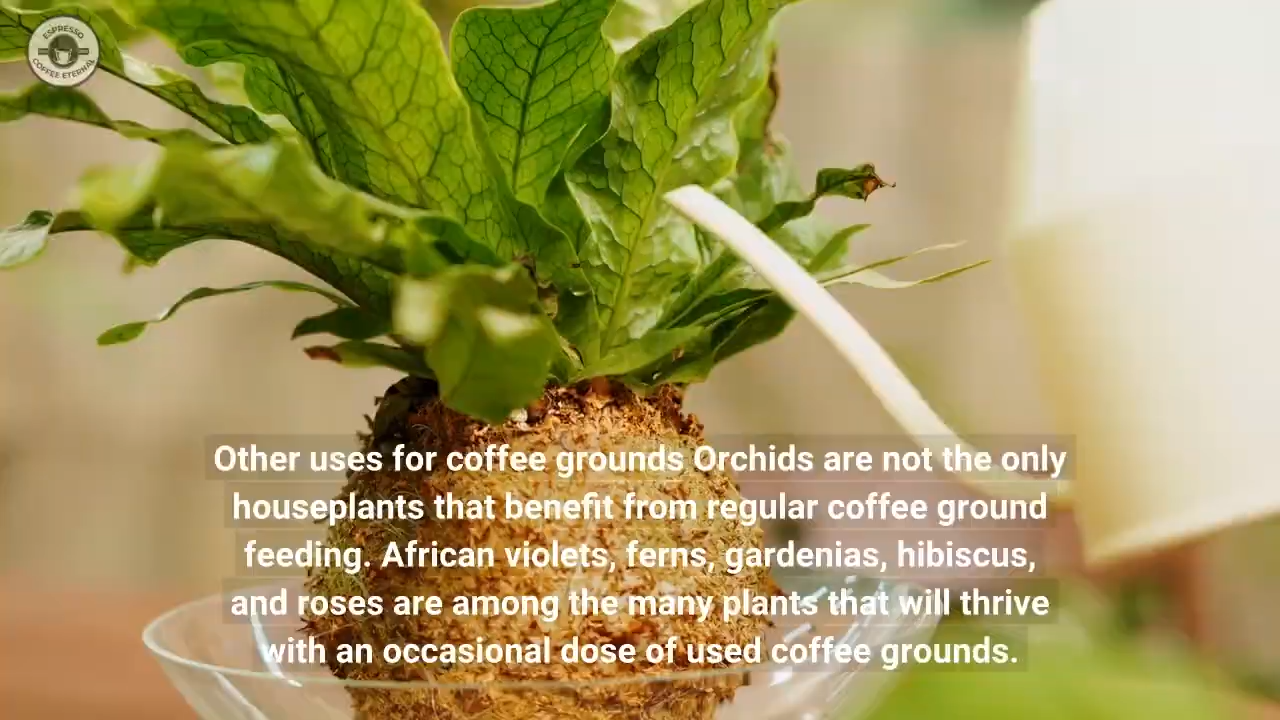 ESPRESSO
COFFEE ETERNAL
Other uses for coffee grounds Orchids are not the only
houseplants that benefit from regular coffee ground
feeding. African violets, ferns, gardenias, hibiscus,
and roses are among the many plants that will thrive
with an occasional dose of used coffee grounds.